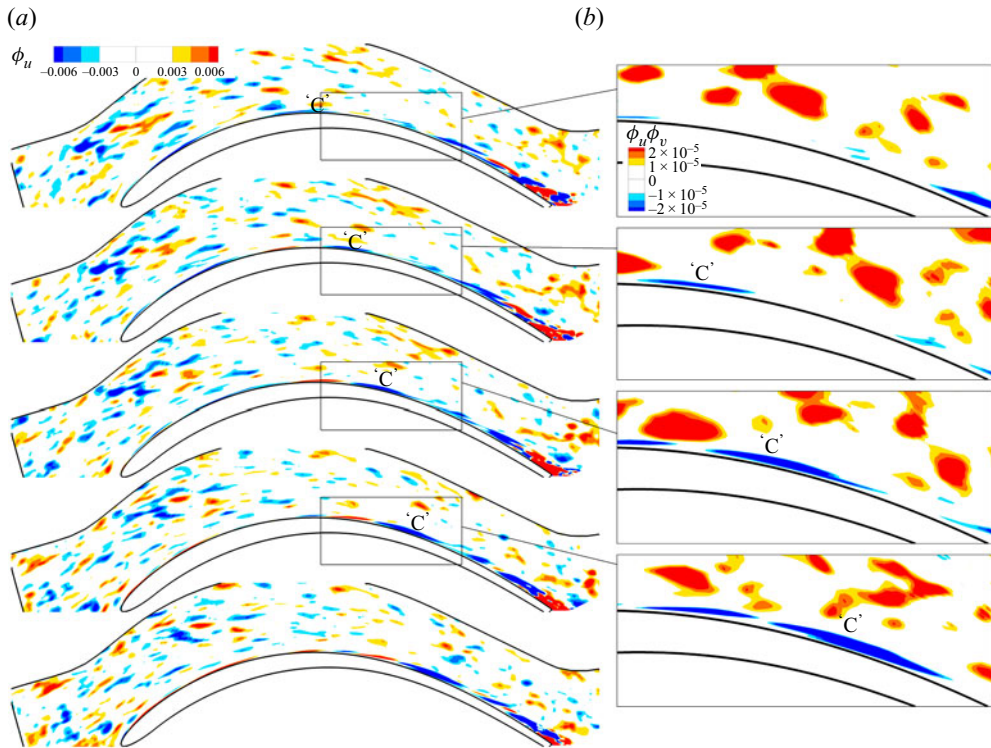 (a)
(b)
ϕu
−0.006 −0.003 0 0.003 0.006
‘C’
ϕuϕv
2 × 10⁻⁵
1 × 10⁻⁵
0
−1 × 10⁻⁵
−2 × 10⁻⁵
‘C’
‘C’
‘C’
‘C’
‘C’
‘C’